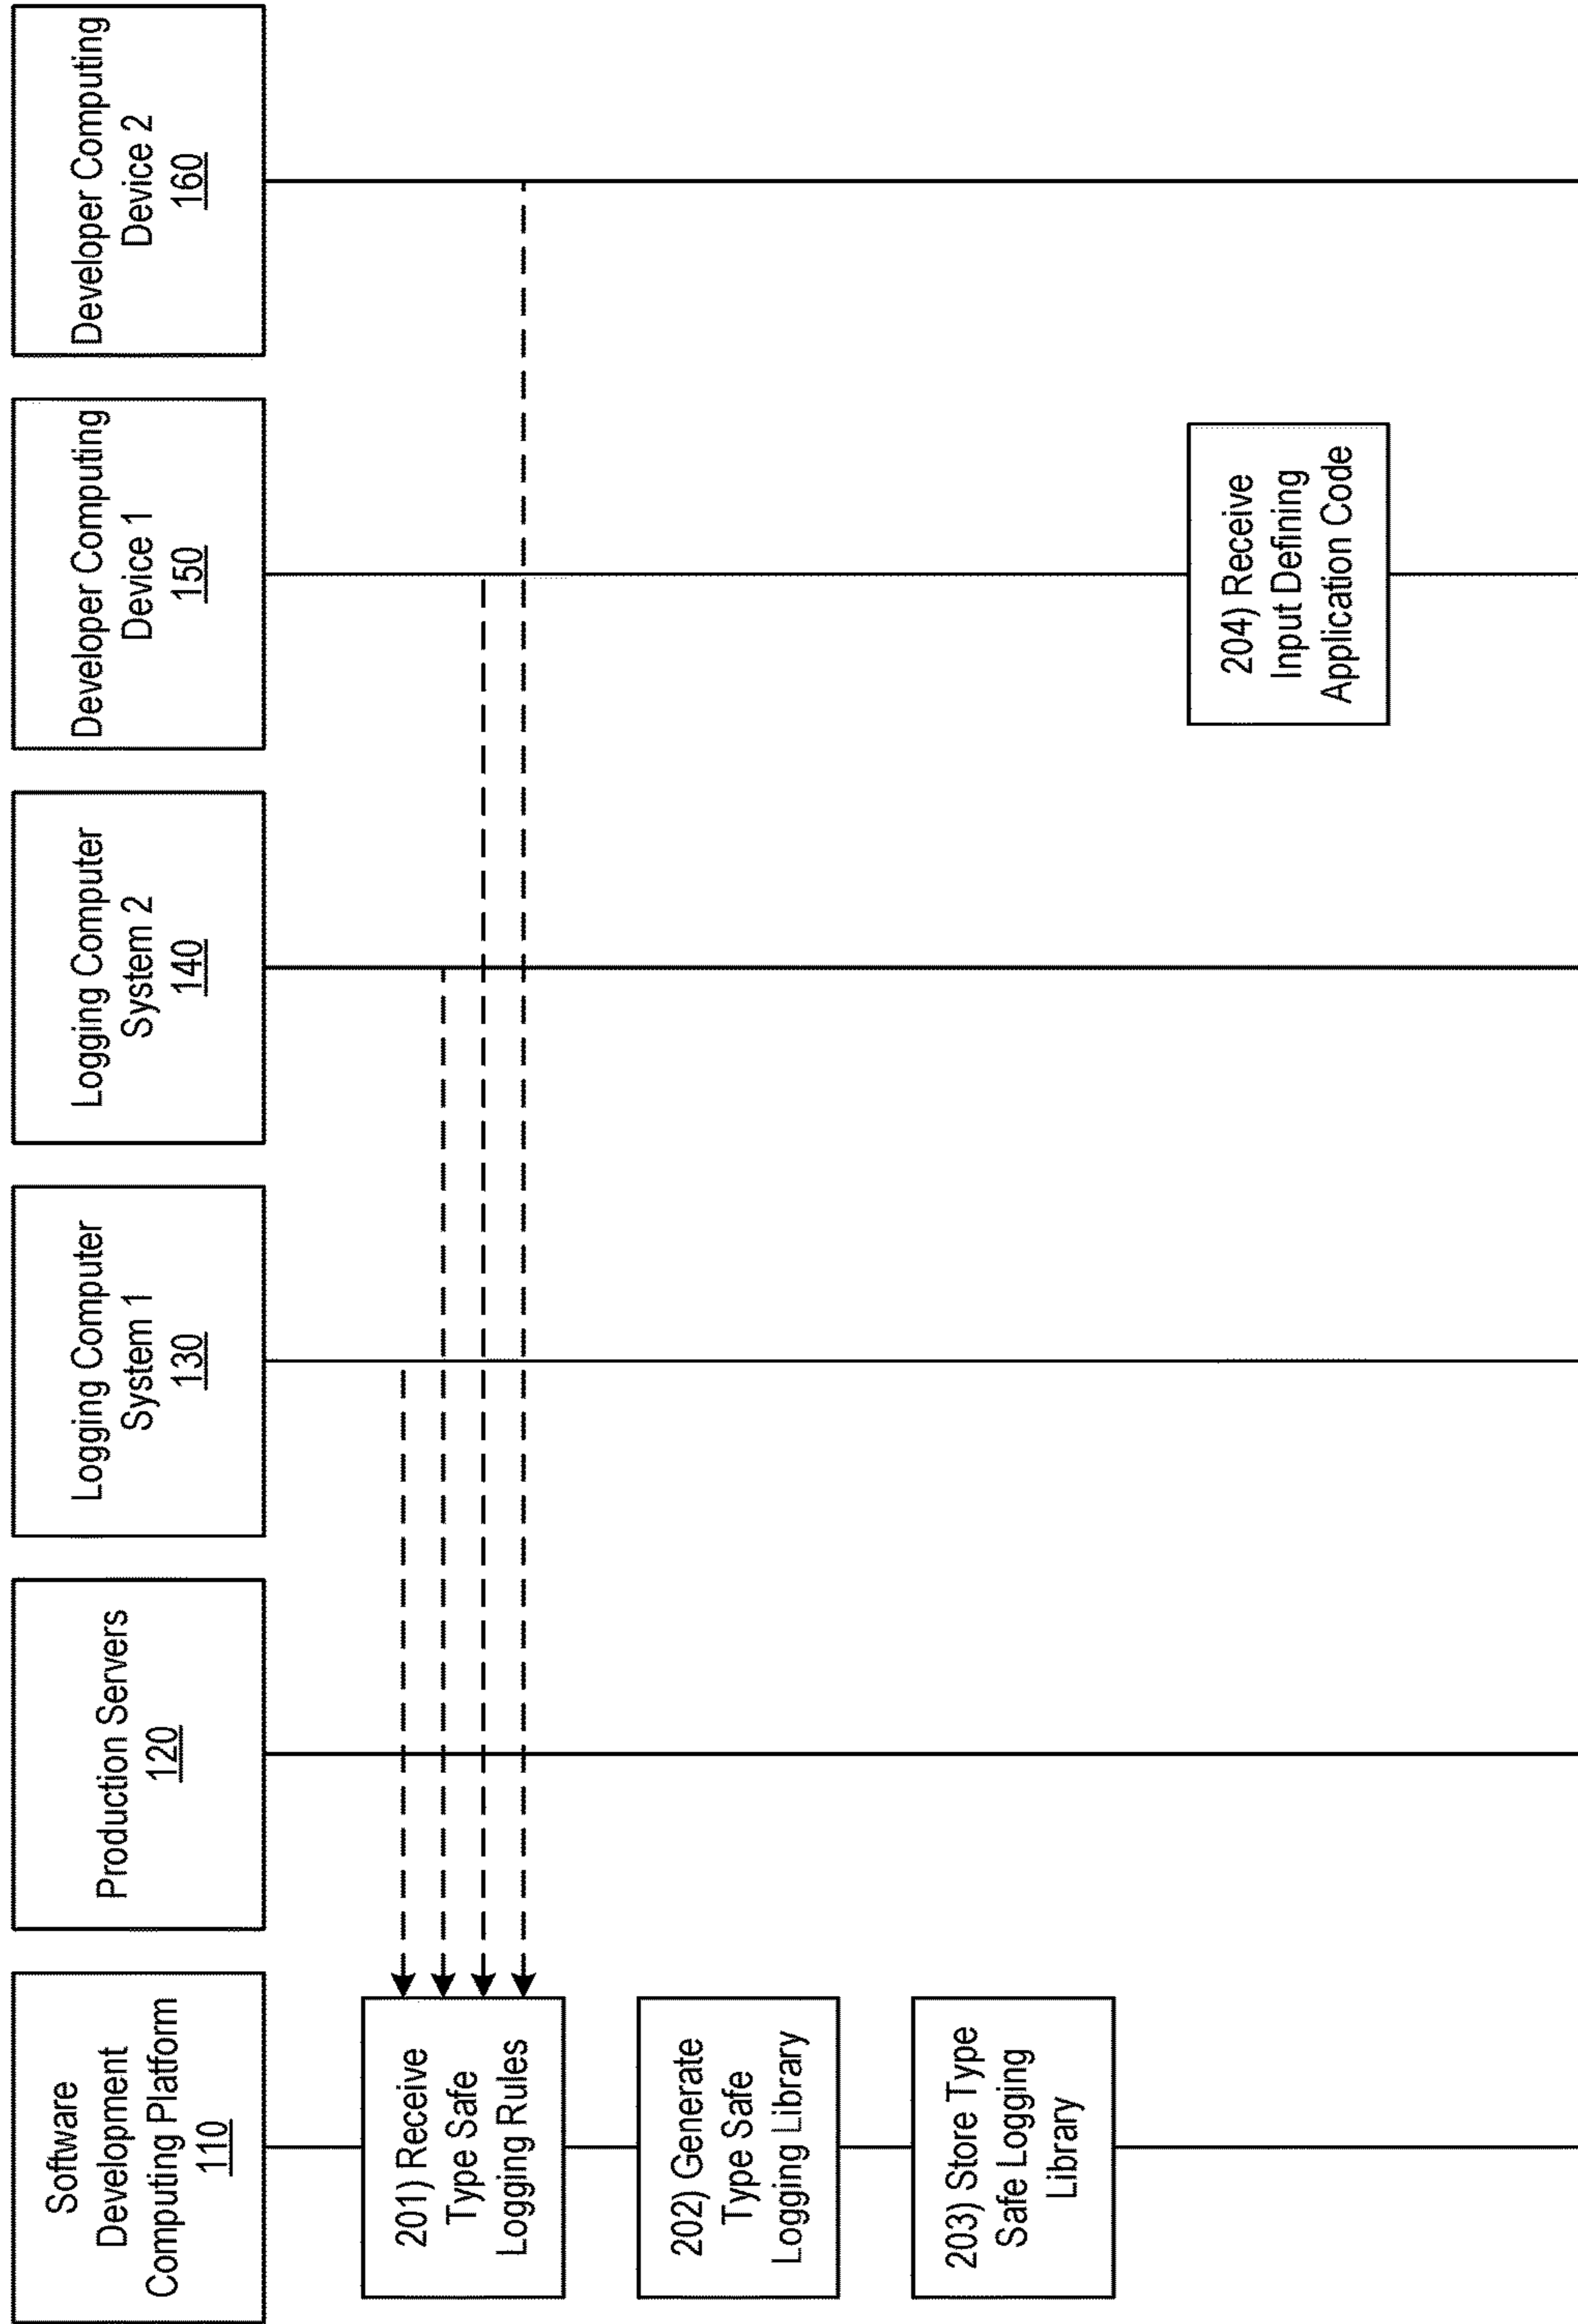 Software
Development
Computing Platform
110
Production Servers
120
Logging Computer
System 1
130
Logging Computer
System 2
140
Developer Computing
Device 1
150
Developer Computing
Device 2
160
201) Receive
Type Safe
Logging Rules
202) Generate
Type Safe
Logging Library
203) Store Type
Safe Logging
Library
204) Receive
Input Defining
Application Code